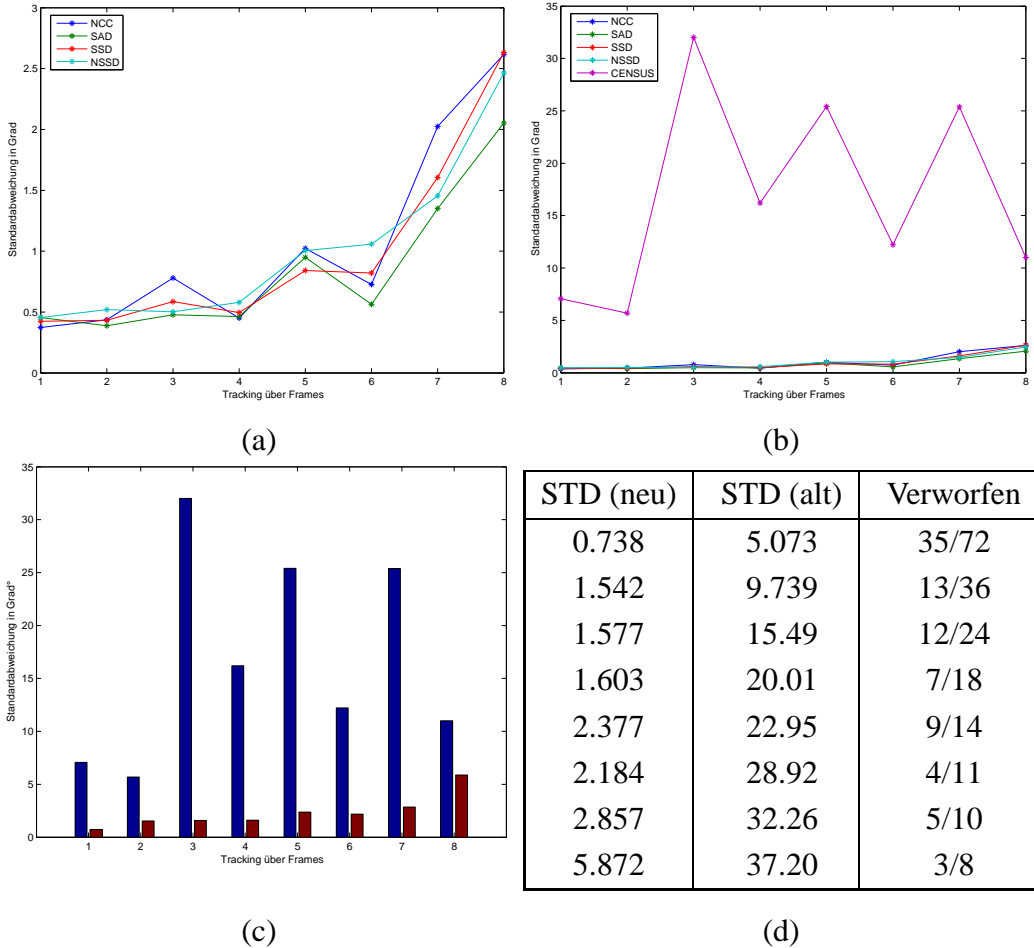 3
2.5
2
1.5
1
0.5
0
Standardabweichung in Grad
NCC
SAD
SSD
NSSD
1 2 3 4 5 6 7 8
Tracking über Frames
(a)
35
30
25
20
15
10
5
0
Standardabweichung in Grad
NCC
SAD
SSD
NSSD
CENSUS
1 2 3 4 5 6 7 8
Tracking über Frames
(b)
35
30
25
20
15
10
5
0
Standardabweichung in Grad°
1 2 3 4 5 6 7 8
Tracking über Frames
(c)
STD (neu) STD (alt) Verworfen
0.738 5.073 35/72
1.542 9.739 13/36
1.577 15.49 12/24
1.603 20.01 7/18
2.377 22.95 9/14
2.184 28.92 4/11
2.857 32.26 5/10
5.872 37.20 3/8
(d)